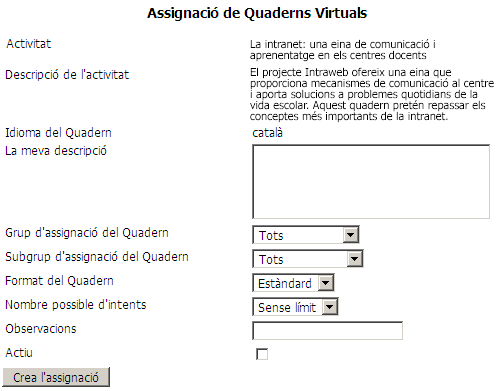 Assignació de Quaderns Virtuals
Activitat
La intranet: una eina de comunicació i
aprenentatge en els centres docents
Descripció de l'activitat
El projecte Intraweb ofereix una eina que
proporciona mecanismes de comunicació al centre
i aporta solucions a problemes quotidians de la
vida escolar. Aquest quadern pretén repassar els
conceptes més importants de la intranet.
Idioma del Quadern
català
La meva descripció
Grup d'assignació del Quadern
Tots
Subgrup d'assignació del Quadern
Tots
Format del Quadern
Estàndard
Nombre possible d'intents
Sense límit
Observacions
Actiu
Crea l'assignació